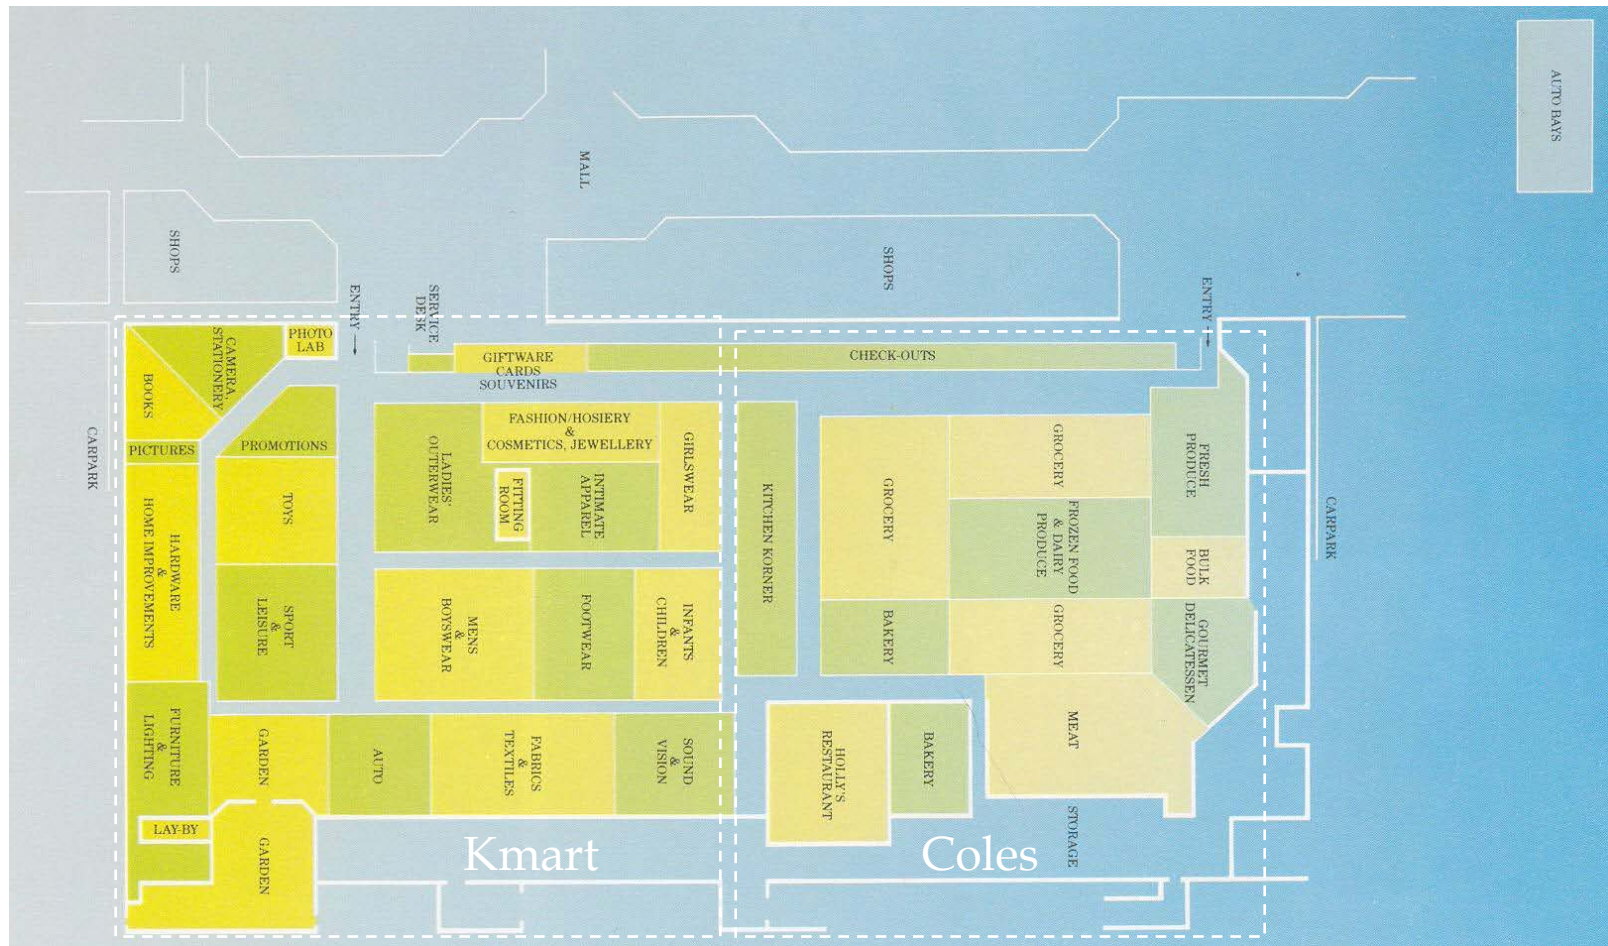 AUTO BAYS
MALL
SHOPS
SHOPS
ENTRY
SERVICE
DESK
ENTRY
PHOTO
LAB
CAMERA,
STATIONERY
BOOKS
GIFTWARE
CARDS
SOUVENIRS
CHECK-OUTS
CARPARK
PICTURES
PROMOTIONS
LADIES'
OUTERWEAR
FASHION/HOSIERY
&
COSMETICS, JEWELLERY
GIRLSWEAR
FITTING
ROOM
INTIMATE
APPAREL
KITCHEN KORNER
GROCERY
GROCERY
FRESH
PRODUCE
CARPARK
TOYS
HARDWARE
&
HOME IMPROVEMENTS
FROZEN FOOD
& DAIRY
PRODUCE
BULK
FOOD
SPORT
&
LEISURE
MENS
&
BOYSWEAR
FOOTWEAR
INFANTS
&
CHILDREN
BAKERY
GROCERY
GOURMET
DELICATESSEN
FURNITURE
&
LIGHTING
GARDEN
AUTO
FABRICS
&
TEXTILES
SOUND
&
VISION
HOLLY'S
RESTAURANT
BAKERY
MEAT
LAY-BY
GARDEN
STORAGE
Kmart
Coles